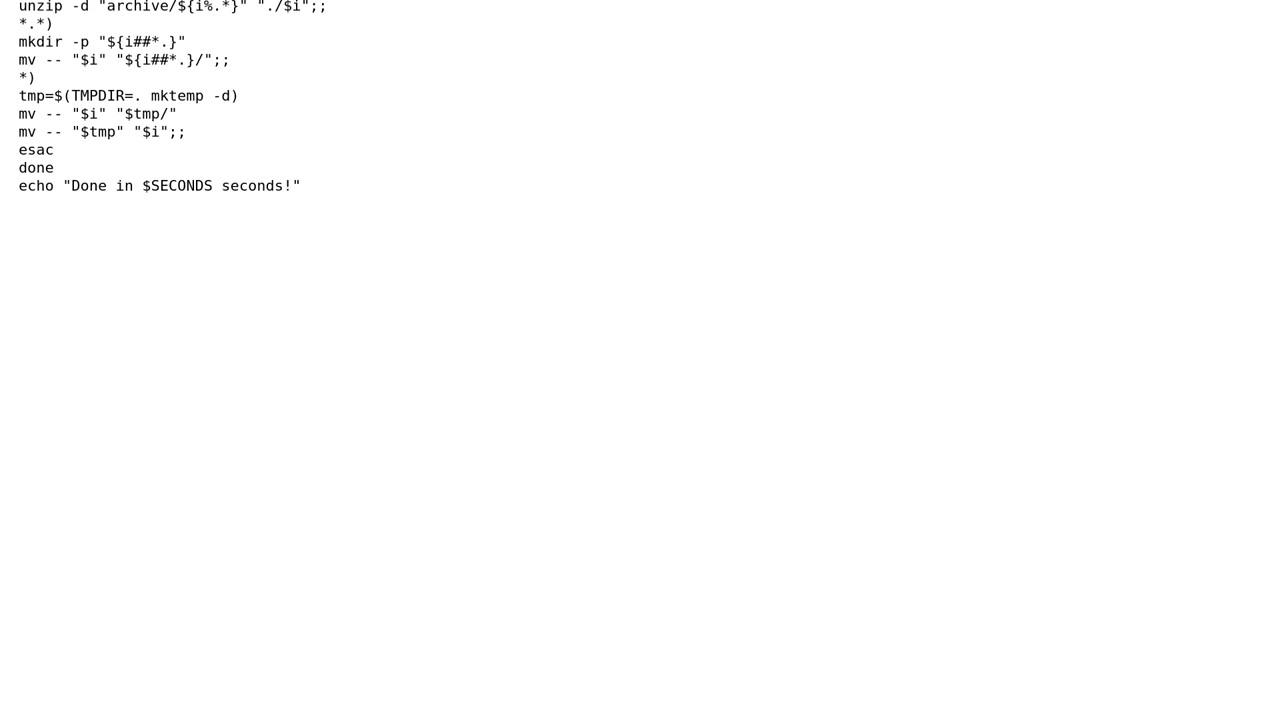 unzip -d "archive/${i%.*}" "./$i";;
*.*)
mkdir -p "${i##*.}"
mv -- "$i" "${i##*.}/";;
*)
tmp=$(TMPDIR=. mktemp -d)
mv -- "$i" "$tmp/"
mv -- "$tmp" "$i";;
esac
done
echo "Done in $SECONDS seconds!"